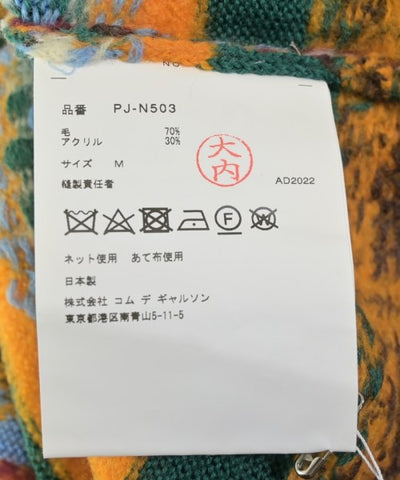 NO
品番 PJ-N503
毛 70%
アクリル 30%
サイズ M
縫製責任者
大内
AD2022
F
W
ネット使用 あて布使用
日本製
株式会社 コム デ ギャルソン
東京都港区南青山5-11-5